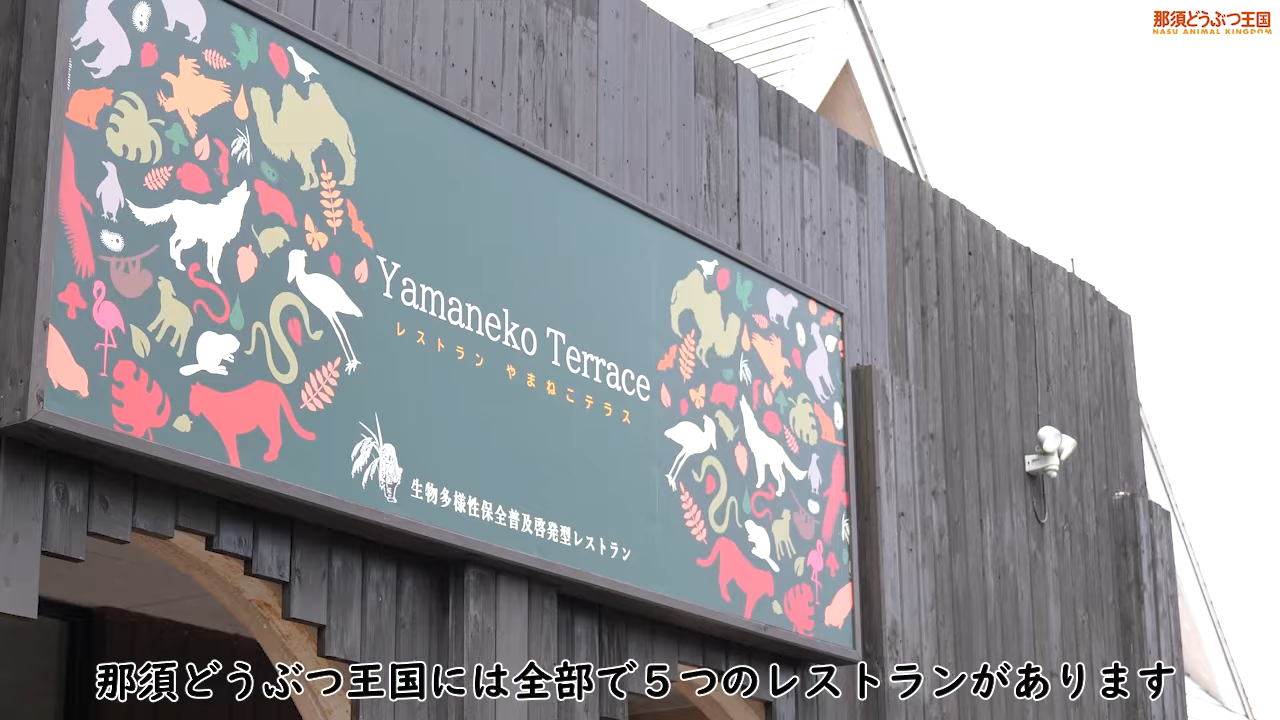 那須どうぶつ王国
NASU ANIMAL KINGDOM
Yamaneko Terrace
レストラン やまねこテラス
生物多様性保全普及啓発型レストラン
那須どうぶつ王国には全部で５つのレストランがあります